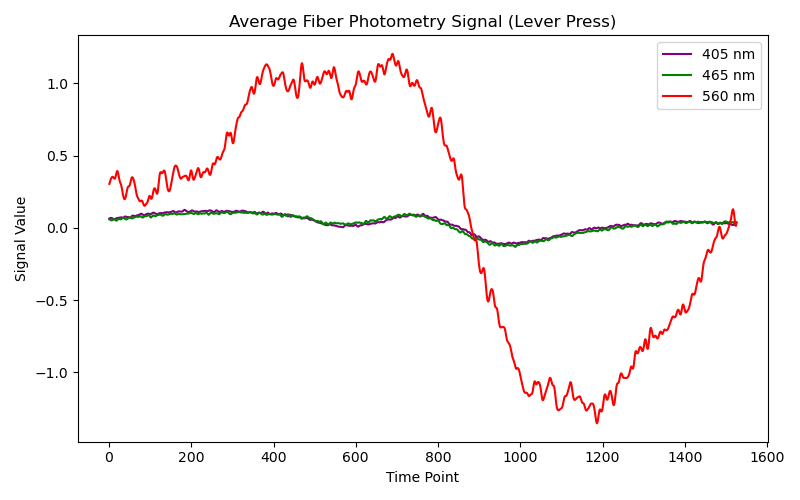 Average Fiber Photometry Signal (Lever Press)
405 nm
465 nm
560 nm
1.0
0.5
0.0
−0.5
−1.0
Signal Value
0 200 400 600 800 1000 1200 1400 1600
Time Point